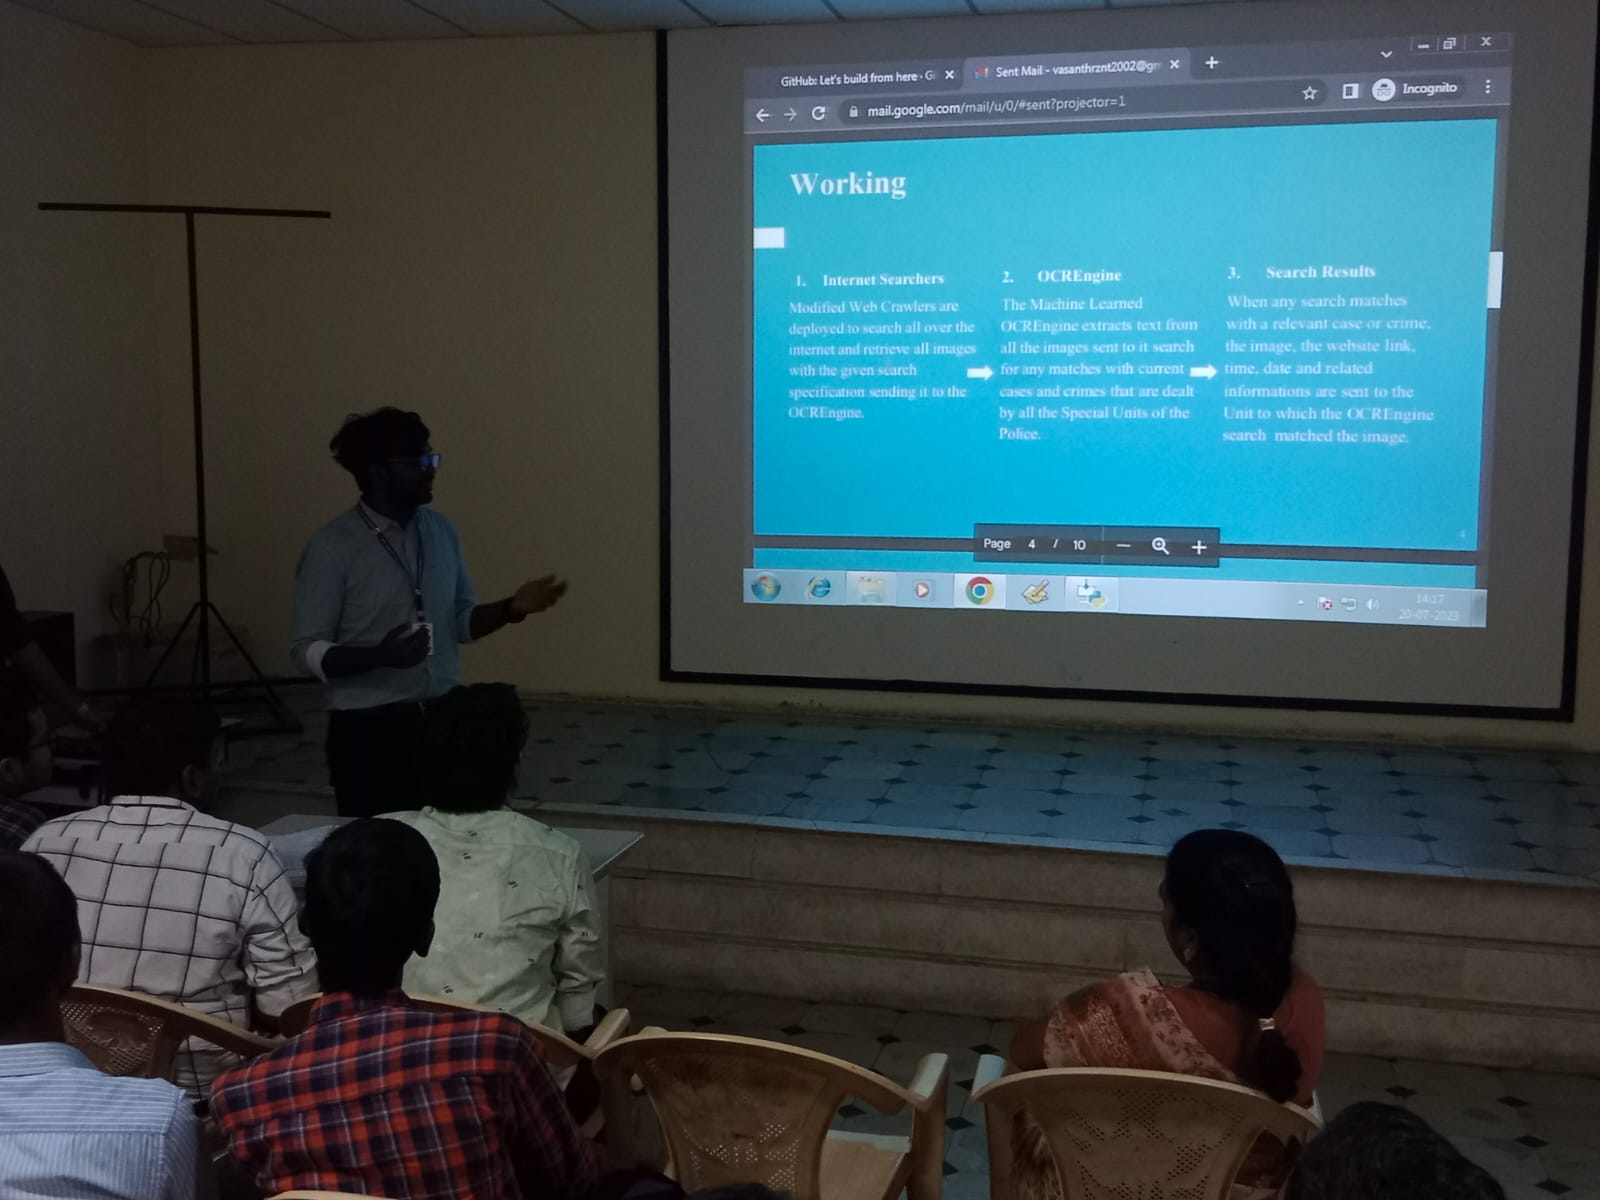 GitHub: Let's build from here · Gi
Sent Mail - vasanthrznt2002@gm
mail.google.com/mail/u/0/#sent?projector=1
Incognito
Working
1. Internet Searchers
Modified Web Crawlers are
deployed to search all over the
internet and retrieve all images
with the given search
specification sending it to the
OCREngine.
2. OCREngine
The Machine Learned
OCREngine extracts text from
all the images sent to it search
for any matches with current
cases and crimes that are dealt
by all the Special Units of the
Police.
3. Search Results
When any search matches
with a relevant case or crime,
the image, the website link,
time, date and related
informations are sent to the
Unit to which the OCREngine
search matched the image.
4
Page 4 / 10
14:17
20-07-2023